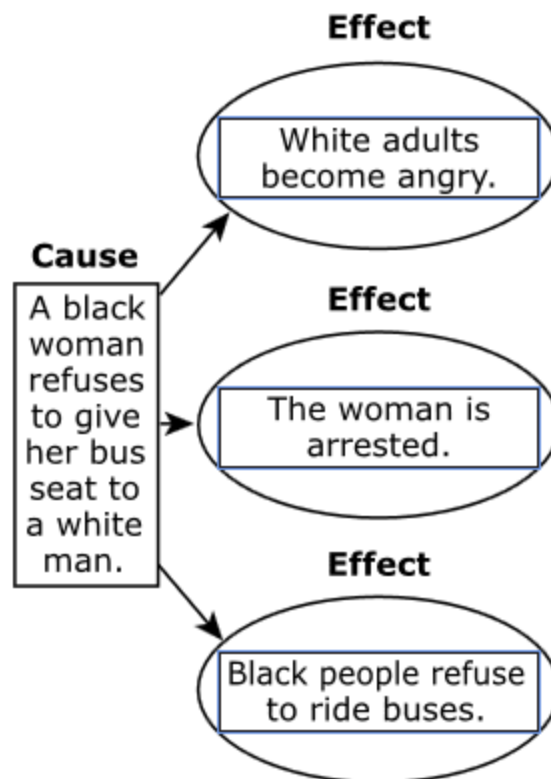 Effect
White adults
become angry.
Cause
A black
woman
refuses
to give
her bus
seat to
a white
man.
Effect
The woman is
arrested.
Effect
Black people refuse
to ride buses.